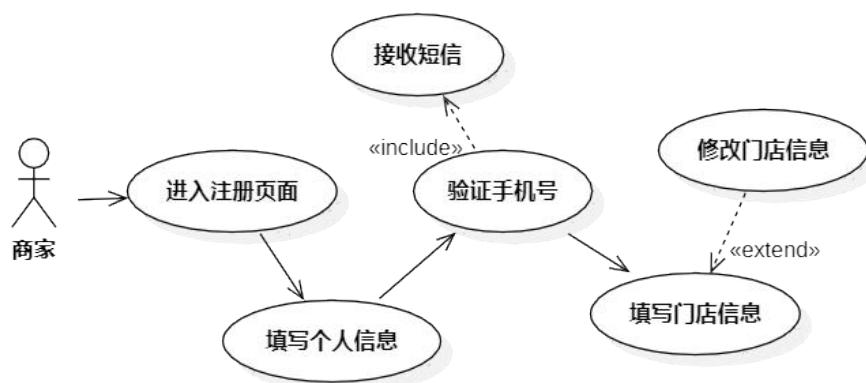 接收短信
«include»
修改门店信息
进入注册页面
验证手机号
商家
«extend»
填写个人信息
填写门店信息